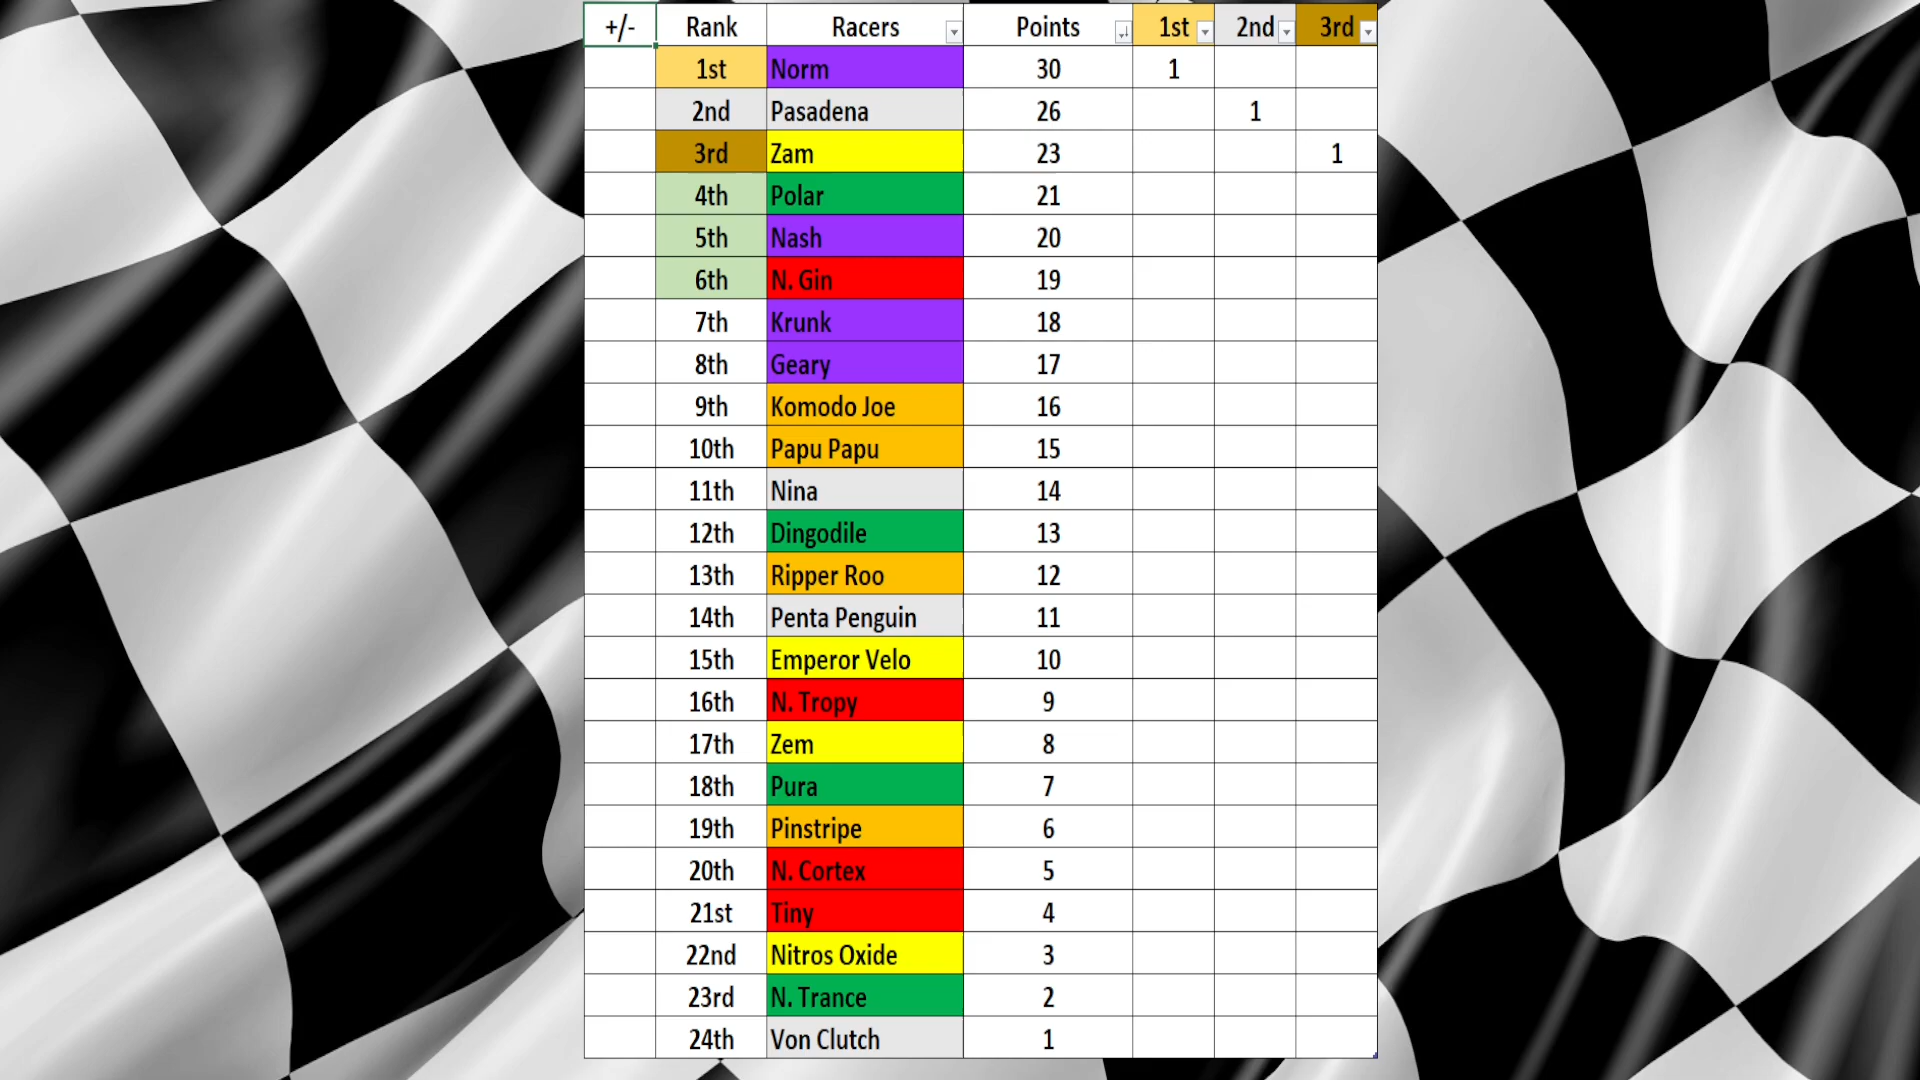 +/- Rank Racers Points 1st 2nd 3rd
1st Norm 30 1
2nd Pasadena 26 1
3rd Zam 23 1
4th Polar 21
5th Nash 20
6th N. Gin 19
7th Krunk 18
8th Geary 17
9th Komodo Joe 16
10th Papu Papu 15
11th Nina 14
12th Dingodile 13
13th Ripper Roo 12
14th Penta Penguin 11
15th Emperor Velo 10
16th N. Tropy 9
17th Zem 8
18th Pura 7
19th Pinstripe 6
20th N. Cortex 5
21st Tiny 4
22nd Nitros Oxide 3
23rd N. Trance 2
24th Von Clutch 1